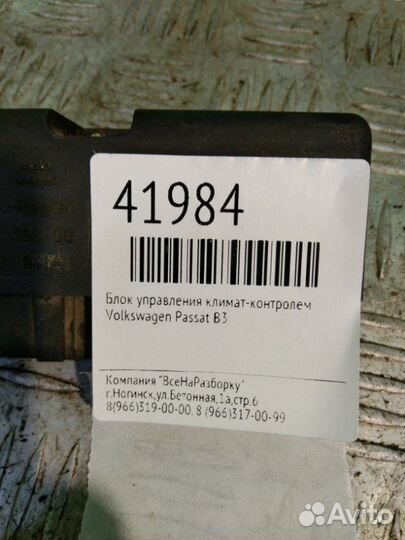 41984
Блок управления климат-контролем
Volkswagen Passat B3
Компания "ВсеНаРазборку"
г.Ногинск,ул.Бетонная,1а,стр.6
8(966)319-00-00, 8 (966)317-00-99
Avito